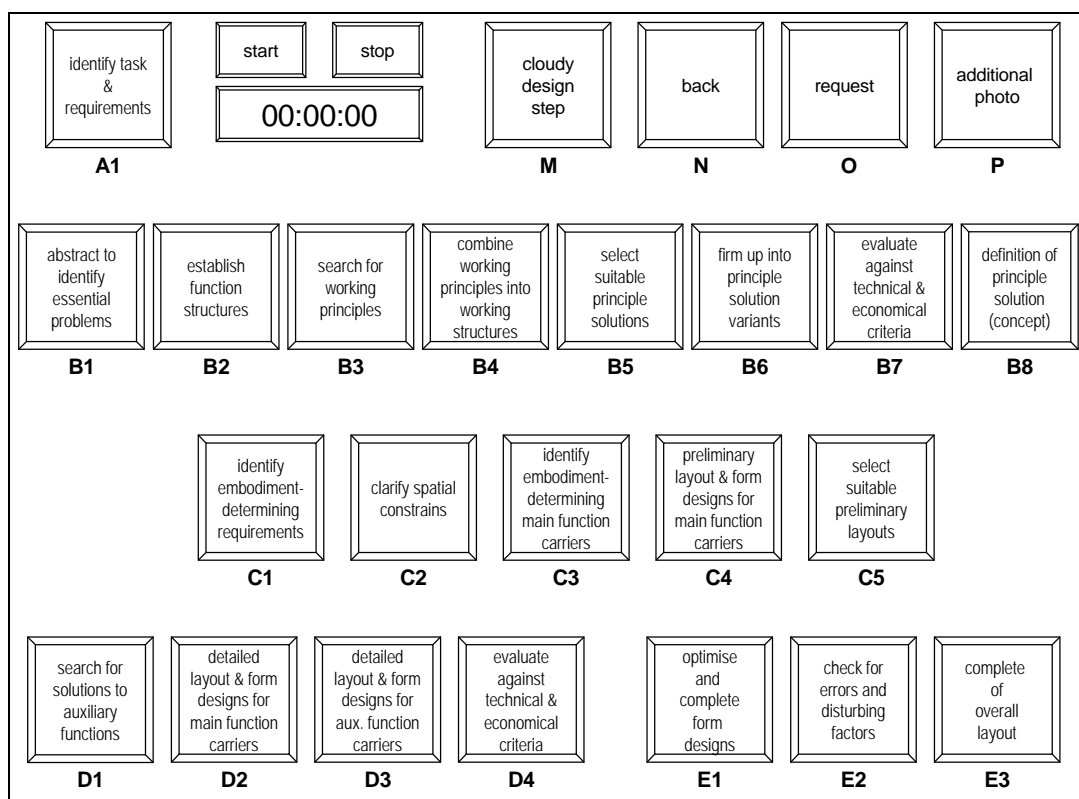 identify task
&
requirements
start
stop
00:00:00
cloudy
design
step
back
request
additional
photo
A1
M
N
O
P
abstract to
identify
essential
problems
establish
function
structures
search for
working
principles
combine
working
principles into
working
structures
select
suitable
principle
solutions
firm up into
principle
solution
variants
evaluate
against
technical &
economical
criteria
definition of
principle
solution
(concept)
B1
B2
B3
B4
B5
B6
B7
B8
identify
embodiment-
determining
requirements
clarify spatial
constrains
identify
embodiment-
determining
main function
carriers
preliminary
layout & form
designs for
main function
carriers
select
suitable
preliminary
layouts
C1
C2
C3
C4
C5
search for
solutions to
auxiliary
functions
detailed
layout & form
designs for
main function
carriers
detailed
layout & form
designs for
aux. function
carriers
evaluate
against
technical &
economical
criteria
optimise
and
complete
form
designs
check for
errors and
disturbing
factors
complete
of
overall
layout
D1
D2
D3
D4
E1
E2
E3